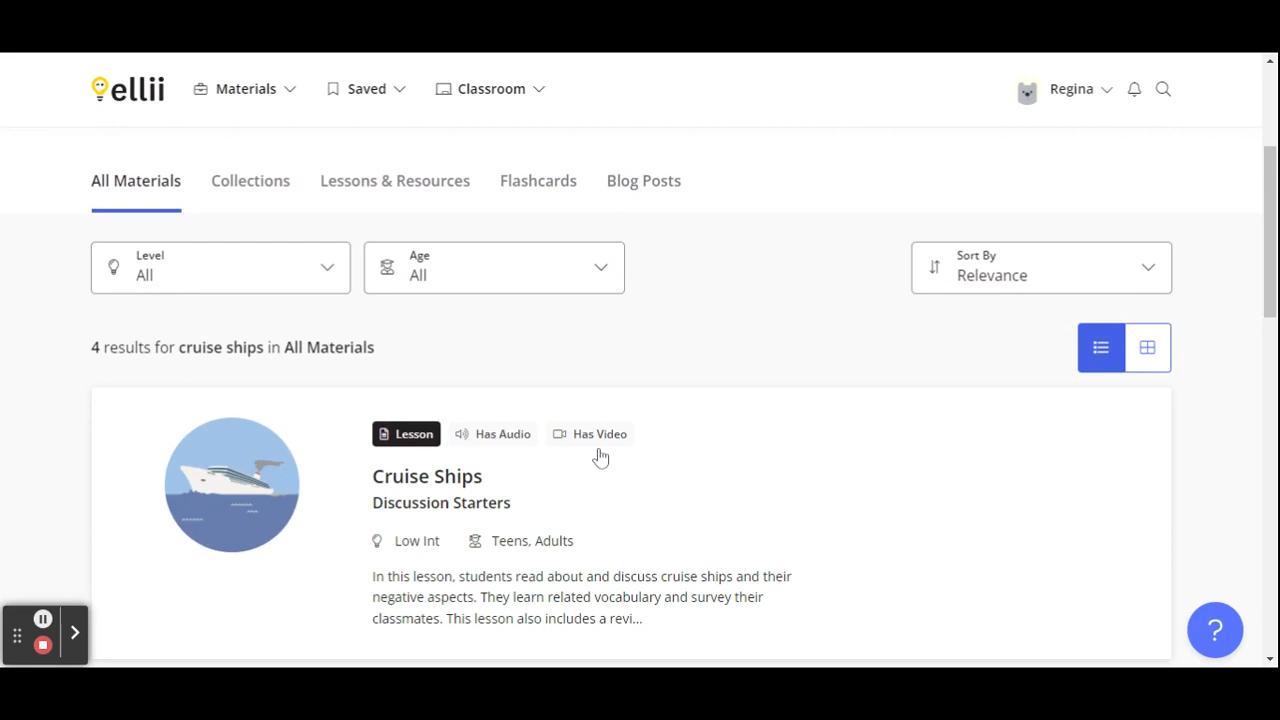 ellii Materials Saved Classroom Regina
All Materials Collections Lessons & Resources Flashcards Blog Posts
Level
All
Age
All
Sort By
Relevance
4 results for cruise ships in All Materials
Lesson Has Audio Has Video
Cruise Ships
Discussion Starters
Low Int Teens, Adults
In this lesson, students read about and discuss cruise ships and their
negative aspects. They learn related vocabulary and survey their
classmates. This lesson also includes a revi...
?